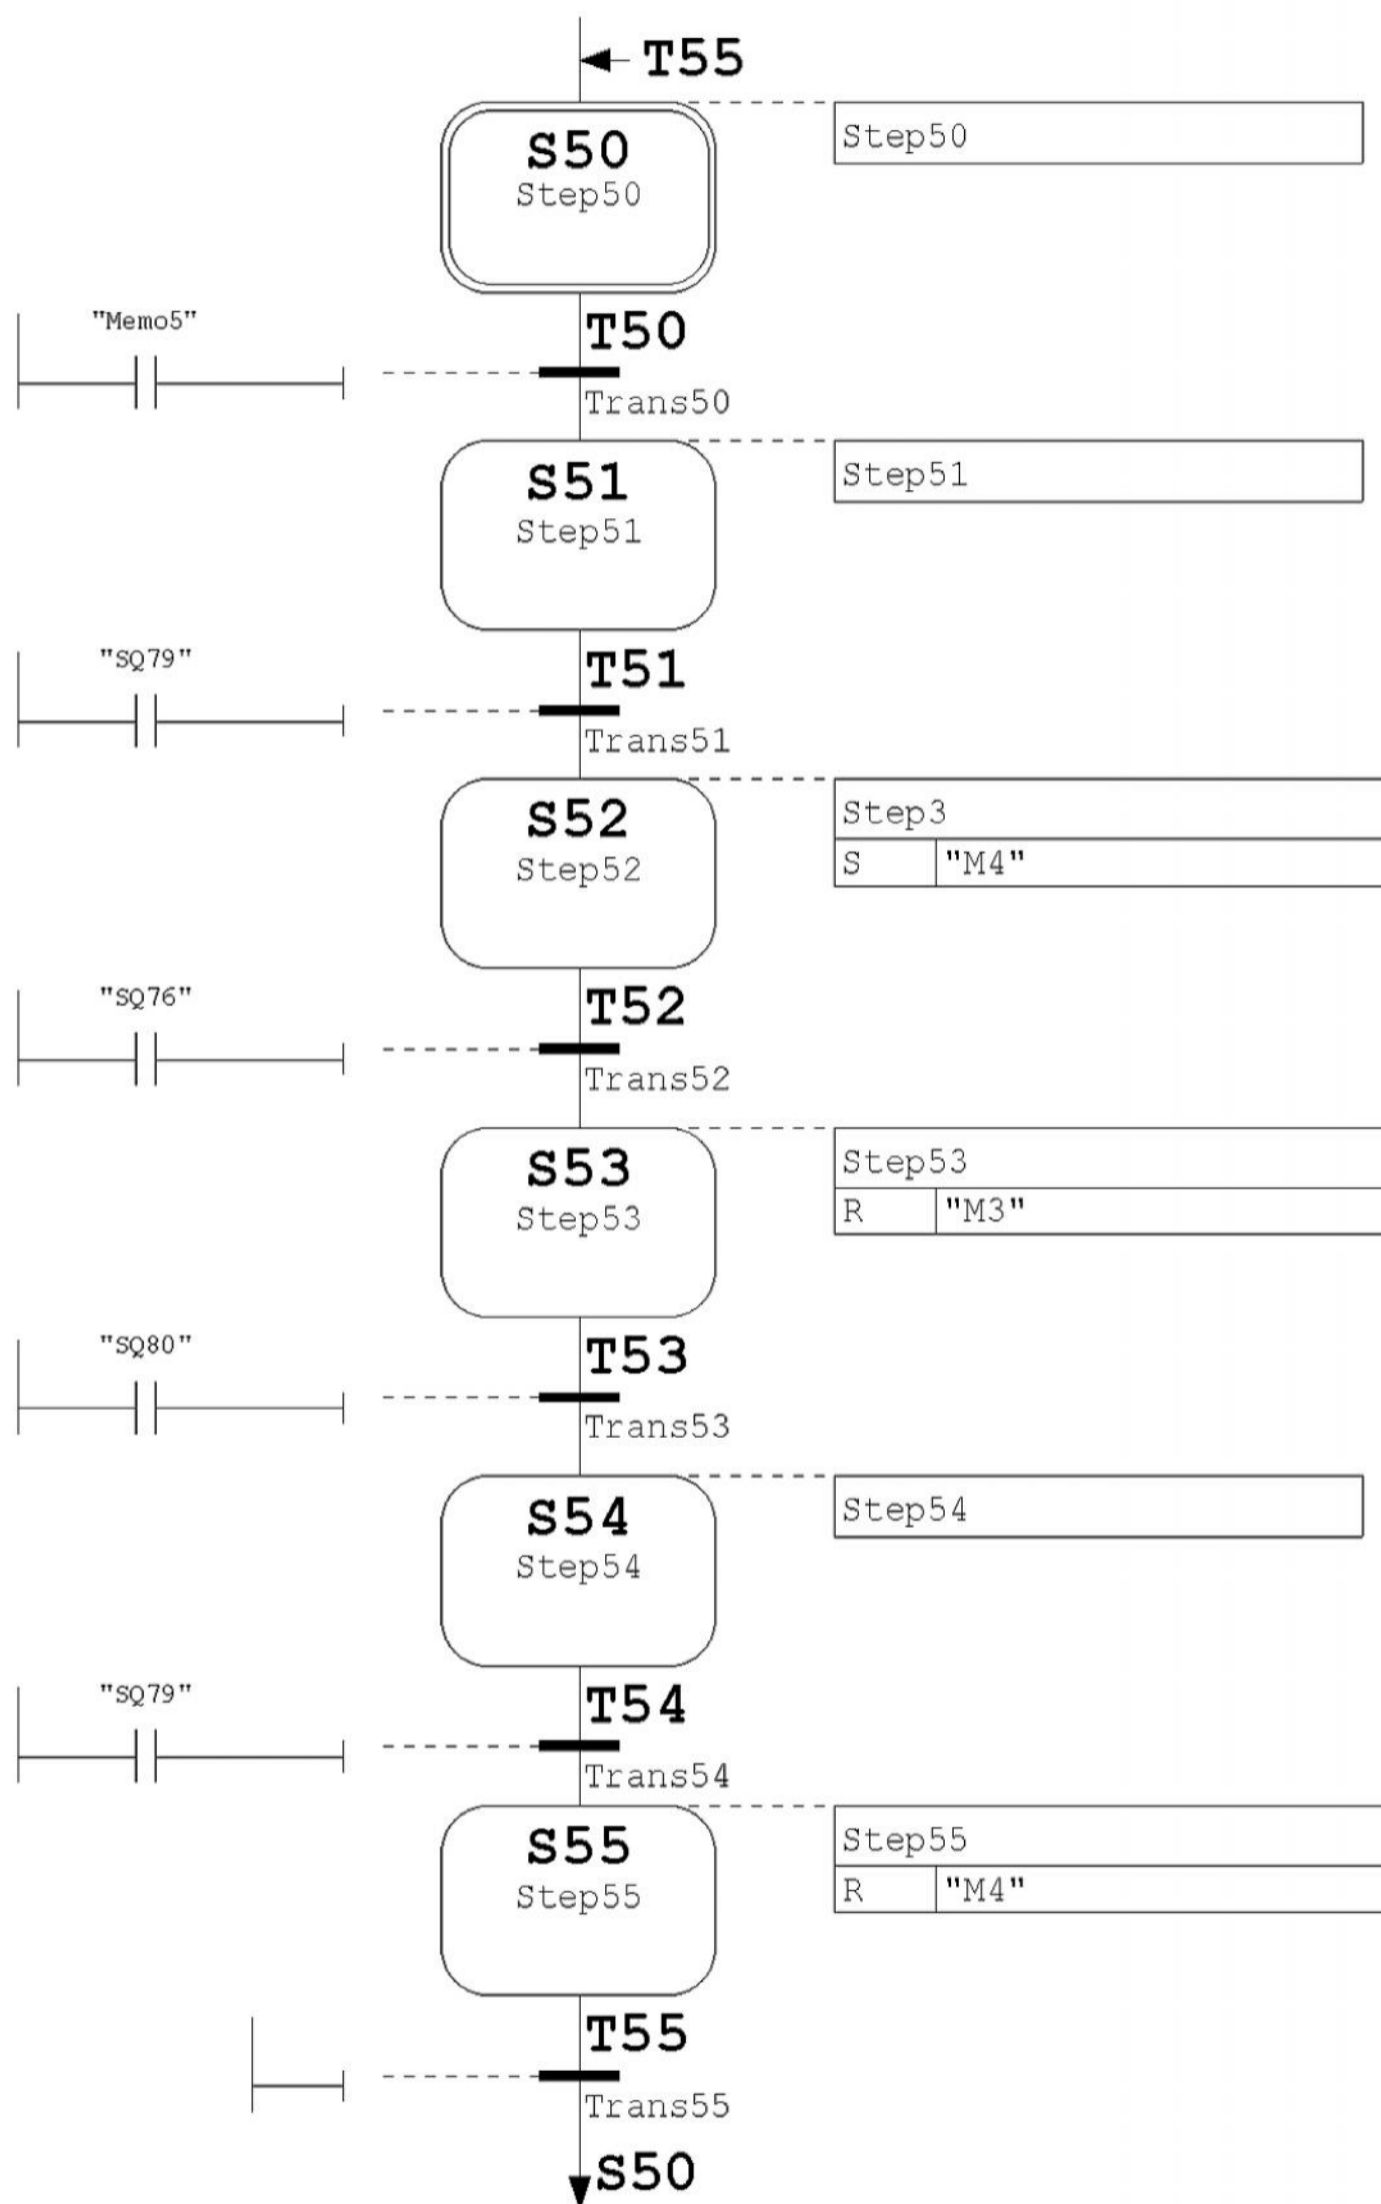 T55
S50
Step50
Step50
"Memo5"
T50
Trans50
S51
Step51
Step51
"SQ79"
T51
Trans51
S52
Step52
Step3
S "M4"
"SQ76"
T52
Trans52
S53
Step53
Step53
R "M3"
"SQ80"
T53
Trans53
S54
Step54
Step54
"SQ79"
T54
Trans54
S55
Step55
Step55
R "M4"
T55
Trans55
S50